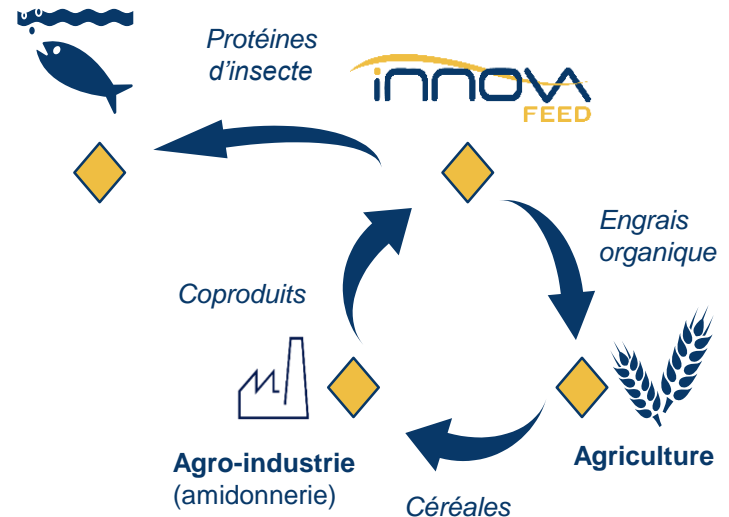 Protéines
d'insecte
innovA
FEED
Engrais
organique
Coproduits
Agro-industrie
(amidonnerie)
Agriculture
Céréales